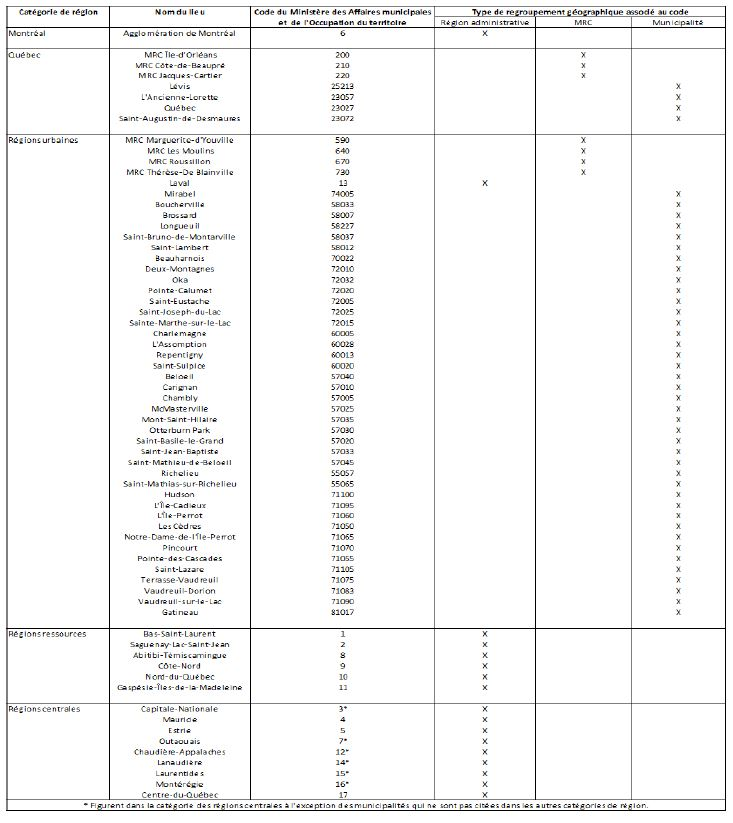 Catégorie de région Nom du lieu Code du Ministère des Affaires municipales et de l'Occupation du territoire Type de regroupement géographique associé au code
Région administrative MRC Municipalité
Montréal Agglomération de Montréal 6 X
Québec MRC Île-d'Orléans 200 X
MRC Côte-de-Beaupré 210 X
MRC Jacques-Cartier 220 X
Lévis 25213 X
L'Ancienne-Lorette 23057 X
Québec 23027 X
Saint-Augustin-de-Desmaures 23072 X
Régions urbaines MRC Marguerite-d'Youville 590 X
MRC Les Moulins 640 X
MRC Roussillon 670 X
MRC Thérèse-De Blainville 730 X
Laval 13 X
Mirabel 74005 X
Boucherville 58033 X
Brossard 58007 X
Longueuil 58227 X
Saint-Bruno-de-Montarville 58037 X
Saint-Lambert 58012 X
Beauharnois 70022 X
Deux-Montagnes 72010 X
Oka 72032 X
Pointe-Calumet 72020 X
Saint-Eustache 72005 X
Saint-Joseph-du-Lac 72025 X
Sainte-Marthe-sur-le-Lac 72015 X
Charlemagne 60005 X
L'Assomption 60028 X
Repentigny 60013 X
Saint-Sulpice 60020 X
Beloeil 57040 X
Carignan 57010 X
Chambly 57005 X
McMasterville 57025 X
Mont-Saint-Hilaire 57035 X
Otterburn Park 57030 X
Saint-Basile-le-Grand 57020 X
Saint-Jean-Baptiste 57033 X
Saint-Mathieu-de-Beloeil 57045 X
Richelieu 55057 X
Saint-Mathias-sur-Richelieu 55065 X
Hudson 71100 X
L'Île-Cadieux 71095 X
L'Île-Perrot 71060 X
Les Cèdres 71050 X
Notre-Dame-de-l'Île-Perrot 71065 X
Pincourt 71070 X
Pointe-des-Cascades 71055 X
Saint-Lazare 71105 X
Terrasse-Vaudreuil 71075 X
Vaudreuil-Dorion 71083 X
Vaudreuil-sur-le-Lac 71090 X
Gatineau 81017 X
Régions ressources Bas-Saint-Laurent 1 X
Saguenay-Lac-Saint-Jean 2 X
Abitibi-Témiscamingue 8 X
Côte-Nord 9 X
Nord-du-Québec 10 X
Gaspésie-Îles-de-la-Madeleine 11 X
Régions centrales Capitale-Nationale 3* X
Mauricie 4 X
Estrie 5 X
Outaouais 7* X
Chaudière-Appalaches 12* X
Lanaudière 14* X
Laurentides 15* X
Montérégie 16* X
Centre-du-Québec 17 X
* Figurent dans la catégorie des régions centrales à l'exception des municipalités qui ne sont pas citées dans les autres catégories de région.